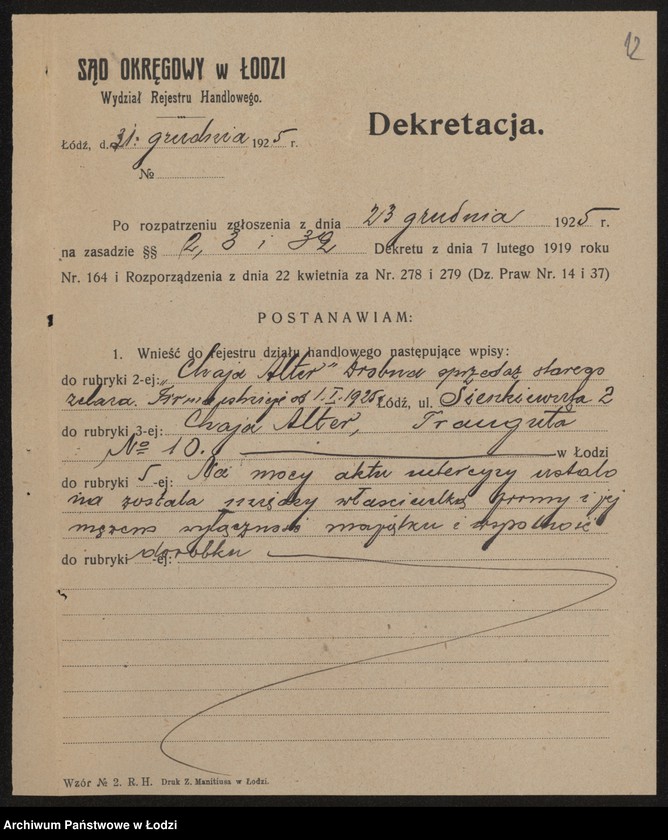 12
SĄD OKRĘGOWY w ŁODZI
Wydział Rejestru Handlowego.
Dekretacja.
Łódź, d. 31. grudnia 1925 r.
№
Po rozpatrzeniu zgłoszenia z dnia 23 grudnia 1925 r.
na zasadzie §§ 2, 3 i 32 Dekretu z dnia 7 lutego 1919 roku
Nr. 164 i Rozporządzenia z dnia 22 kwietnia za Nr. 278 i 279 (Dz. Praw Nr. 14 i 37)
POSTANAWIAM:
1. Wnieść do rejestru działu handlowego następujące wpisy:
do rubryki 2-ej: „Chaja Alter" Drobna sprzedaż starego
żelaza. Firma istnieje od 1.I.1925 r. Łódź, ul. Sienkiewicza 2
do rubryki 3-ej: Chaja Alter, Traugutta
№ 10. w Łodzi
do rubryki 5-ej: Na mocy aktu intercyzy ustalo
na została między właścicielką firmy i jej
mężem wyłączność majątku i wspólność
do rubryki dorobku -ej:
Wzór № 2. R. H. Druk Z. Manitiusa w Łodzi.
Archiwum Państwowe w Łodzi